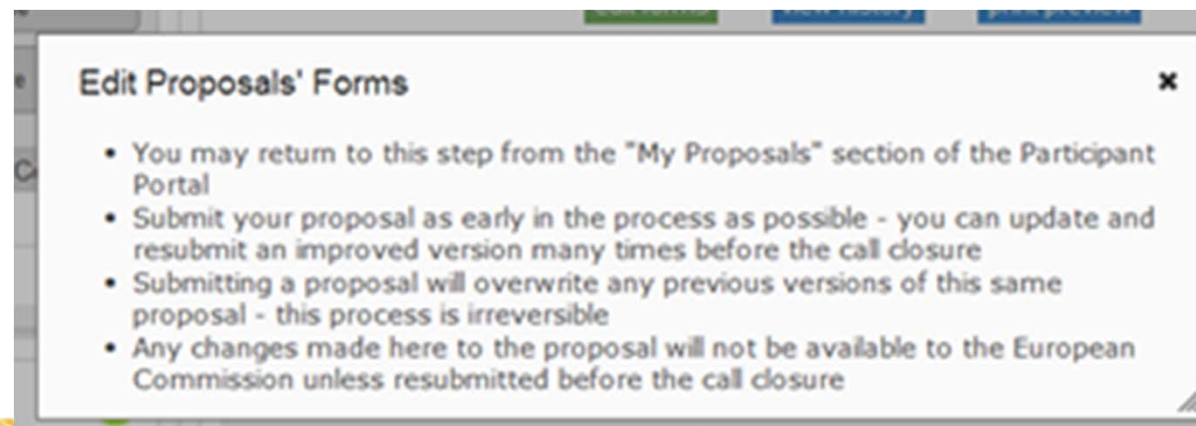 view history
print preview
Edit Proposals' Forms
• You may return to this step from the "My Proposals" section of the Participant
Portal
• Submit your proposal as early in the process as possible - you can update and
resubmit an improved version many times before the call closure
• Submitting a proposal will overwrite any previous versions of this same
proposal - this process is irreversible
• Any changes made here to the proposal will not be available to the European
Commission unless resubmitted before the call closure